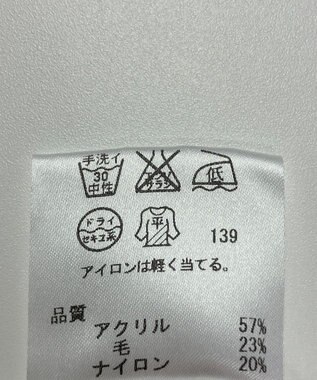 手洗イ
30
中性
エンソ
サラシ
低
ドライ
セキユ系
平
139
アイロンは軽く当てる。
品質
アクリル 57%
毛 23%
ナイロン 20%